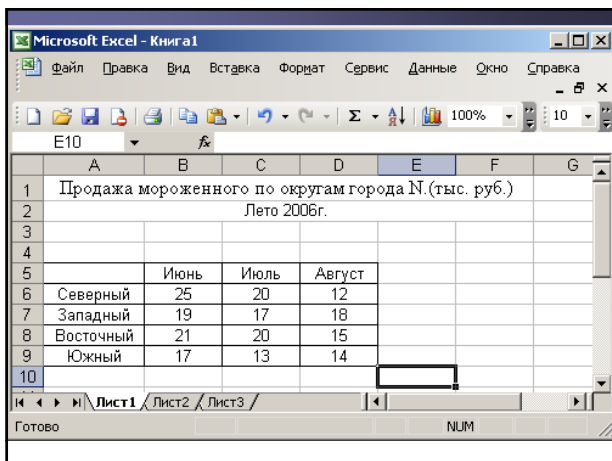 Microsoft Excel - Книга1
Файл Правка Вид Вставка Формат Сервис Данные Окно Справка
100% 10
E10 fx
A B C D E F G
1 Продажа мороженного по округам города N.(тыс. руб.)
2 Лето 2006г.
3
4
5 Июнь Июль Август
6 Северный 25 20 12
7 Западный 19 17 18
8 Восточный 21 20 15
9 Южный 17 13 14
10
Лист1 Лист2 Лист3
Готово NUM